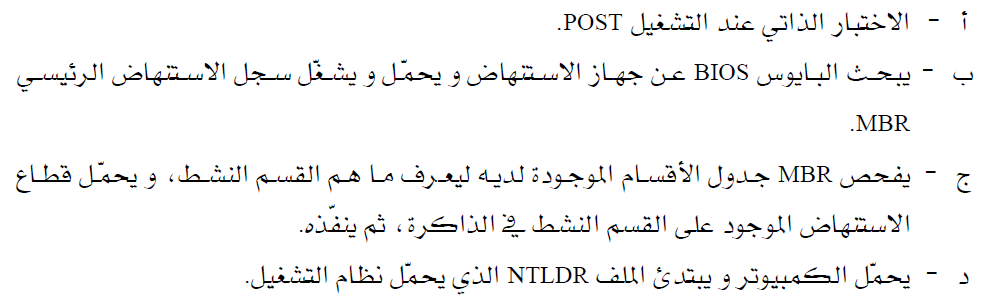 أ - الاختبار الذاتي عند التشغيل POST.
ب - يبحث البايوس BIOS عن جهاز الاستنهاض و يحمّل و يشغّل سجل الاستنهاض الرئيسي
MBR.
ج - يفحص MBR جدول الأقسام الموجودة لديه ليعرف ما هم القسم النشط، و يحمّل قطاع
الاستنهاض الموجود على القسم النشط في الذاكرة، ثم ينفّذه.
د - يحمّل الكمبيوتر و يبتدئ الملف NTLDR الذي يحمّل نظام التشغيل.